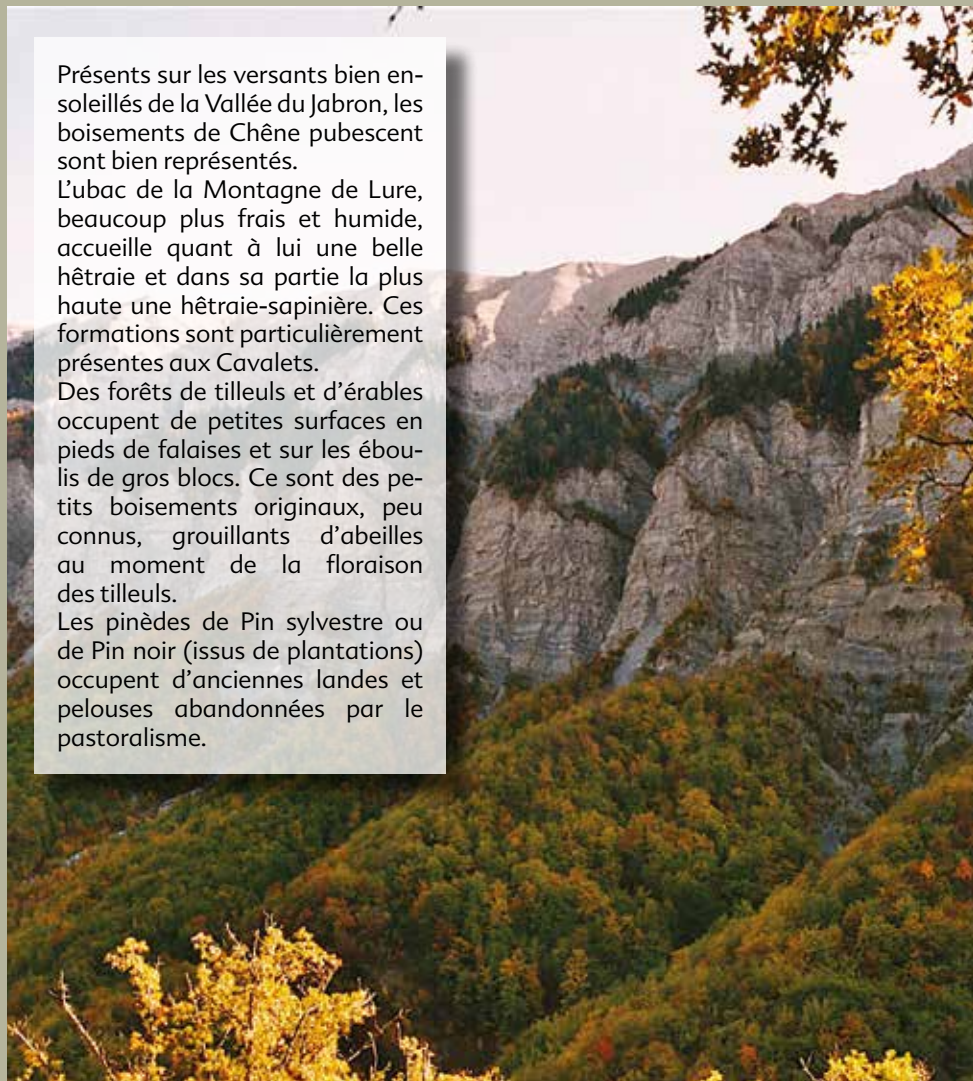 Présents sur les versants bien en-
soleillés de la Vallée du Jabron, les
boisements de Chêne pubescent
sont bien représentés.
L'ubac de la Montagne de Lure,
beaucoup plus frais et humide,
accueille quant à lui une belle
hêtraie et dans sa partie la plus
haute une hêtraie-sapinière. Ces
formations sont particulièrement
présentes aux Cavalets.
Des forêts de tilleuls et d'érables
occupent de petites surfaces en
pieds de falaises et sur les ébou-
lis de gros blocs. Ce sont des pe-
tits boisements originaux, peu
connus, grouillants d'abeilles
au moment de la floraison
des tilleuls.
Les pinèdes de Pin sylvestre ou
de Pin noir (issus de plantations)
occupent d'anciennes landes et
pelouses abandonnées par le
pastoralisme.